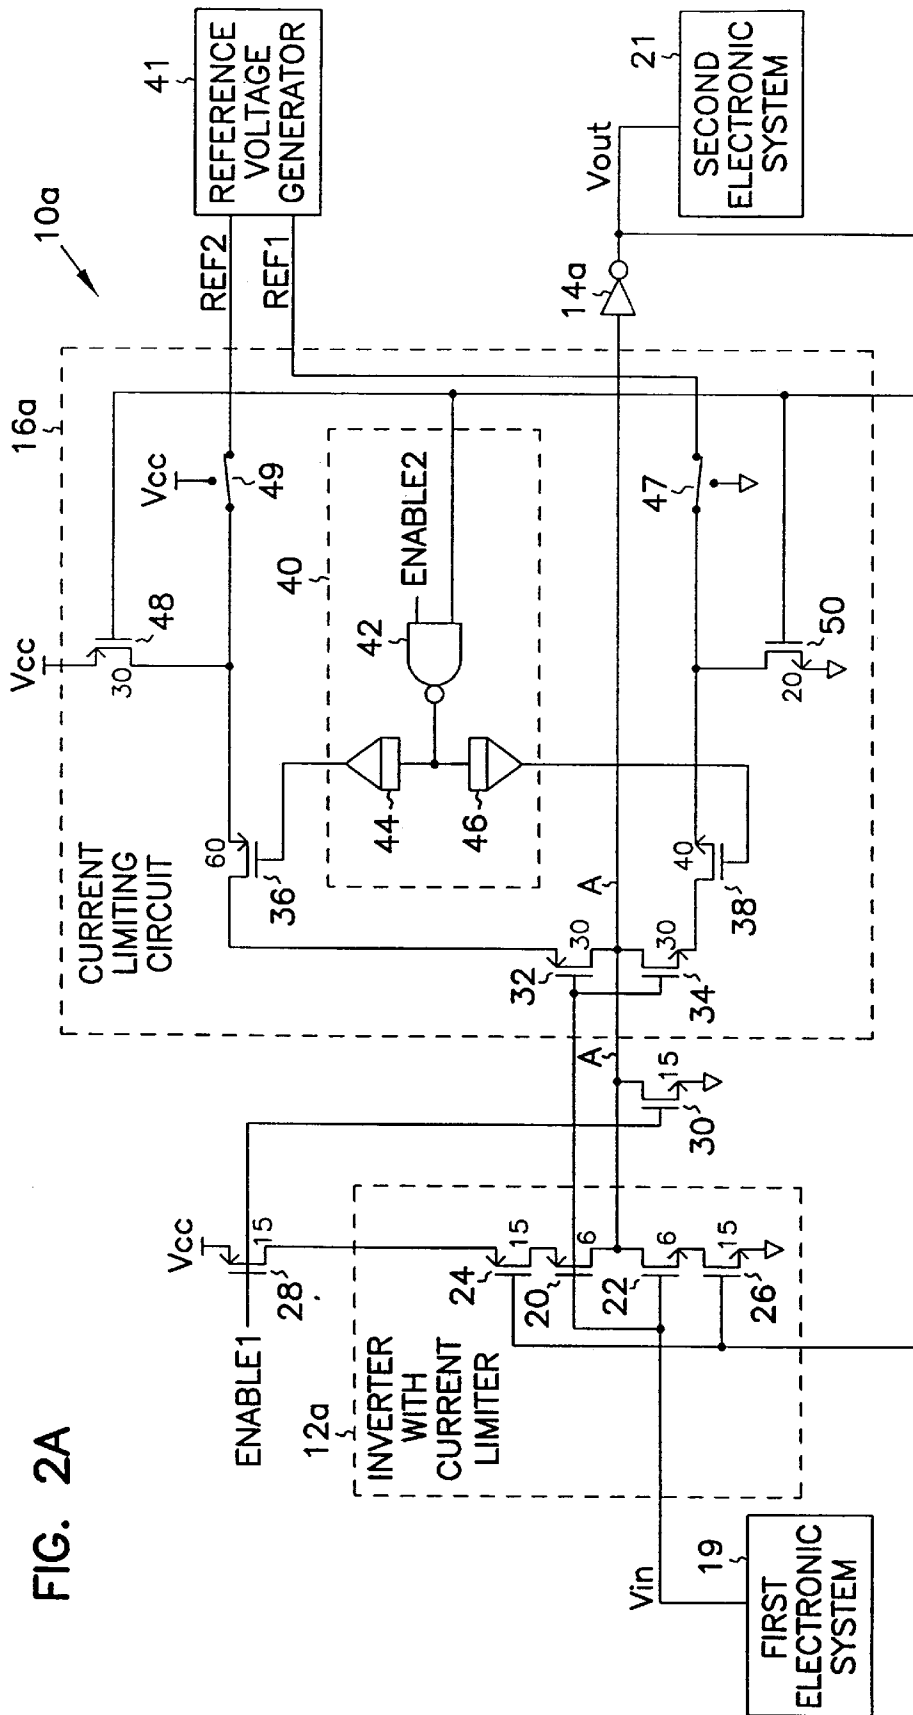 FIG. 2A
10a
FIRST
ELECTRONIC
SYSTEM
19
Vin
12a
INVERTER
WITH
CURRENT
LIMITER
ENABLE1
Vcc
28
15
24
15
20
6
22
6
26
15
30
15
A
16a
CURRENT
LIMITING
CIRCUIT
32
30
34
30
A
36
60
38
40
40
42
ENABLE2
44
46
Vcc
48
30
Vcc
49
47
50
20
REF2
REF1
41
REFERENCE
VOLTAGE
GENERATOR
14a
Vout
21
SECOND
ELECTRONIC
SYSTEM